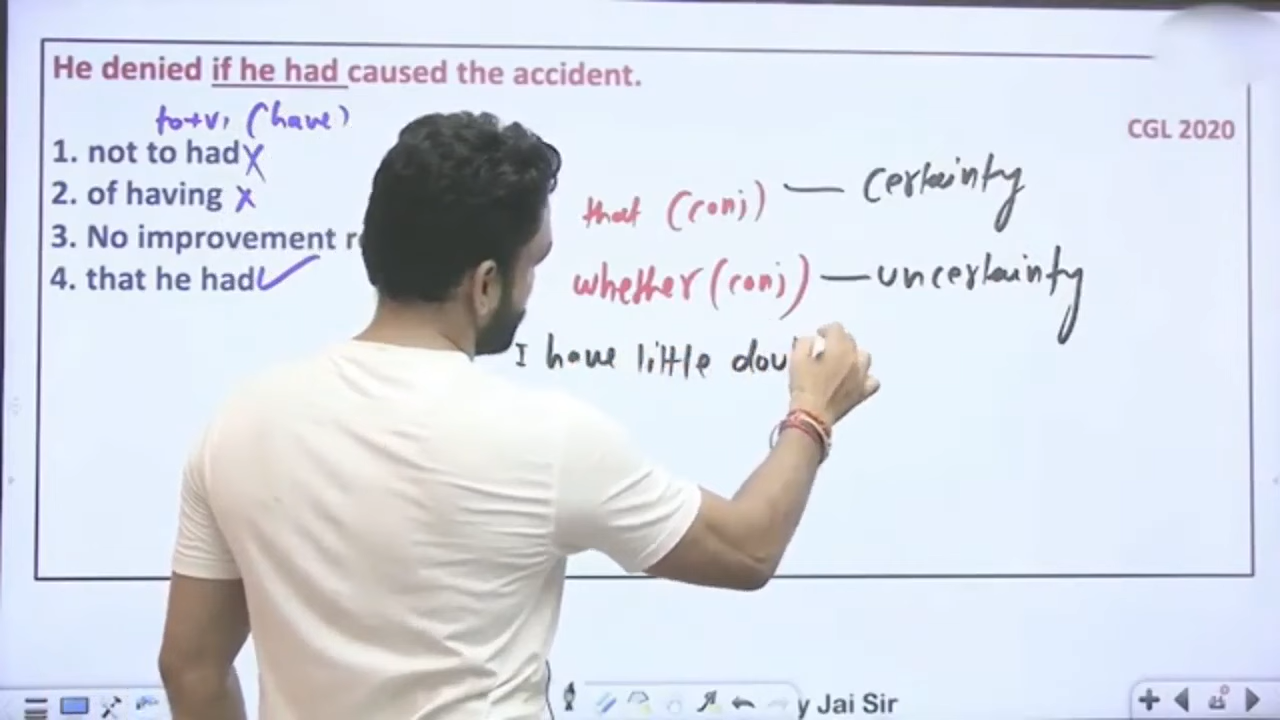 He denied if he had caused the accident.
to+v₁ (have)
CGL 2020
1. not to had X
2. of having X
3. No improvement r
4. that he had ✓
that (conj) — certainty
whether (conj) — uncertainty
I have little dou
y Jai Sir